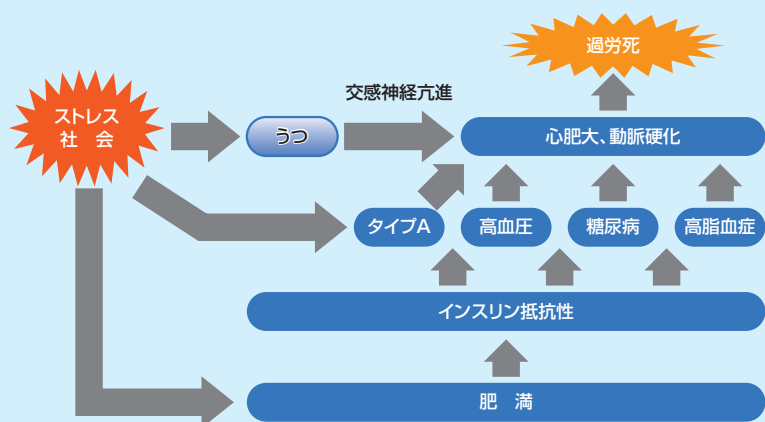 過労死
ストレス
社　会
交感神経亢進
うつ
心肥大、動脈硬化
タイプA
高血圧
糖尿病
高脂血症
インスリン抵抗性
肥　満